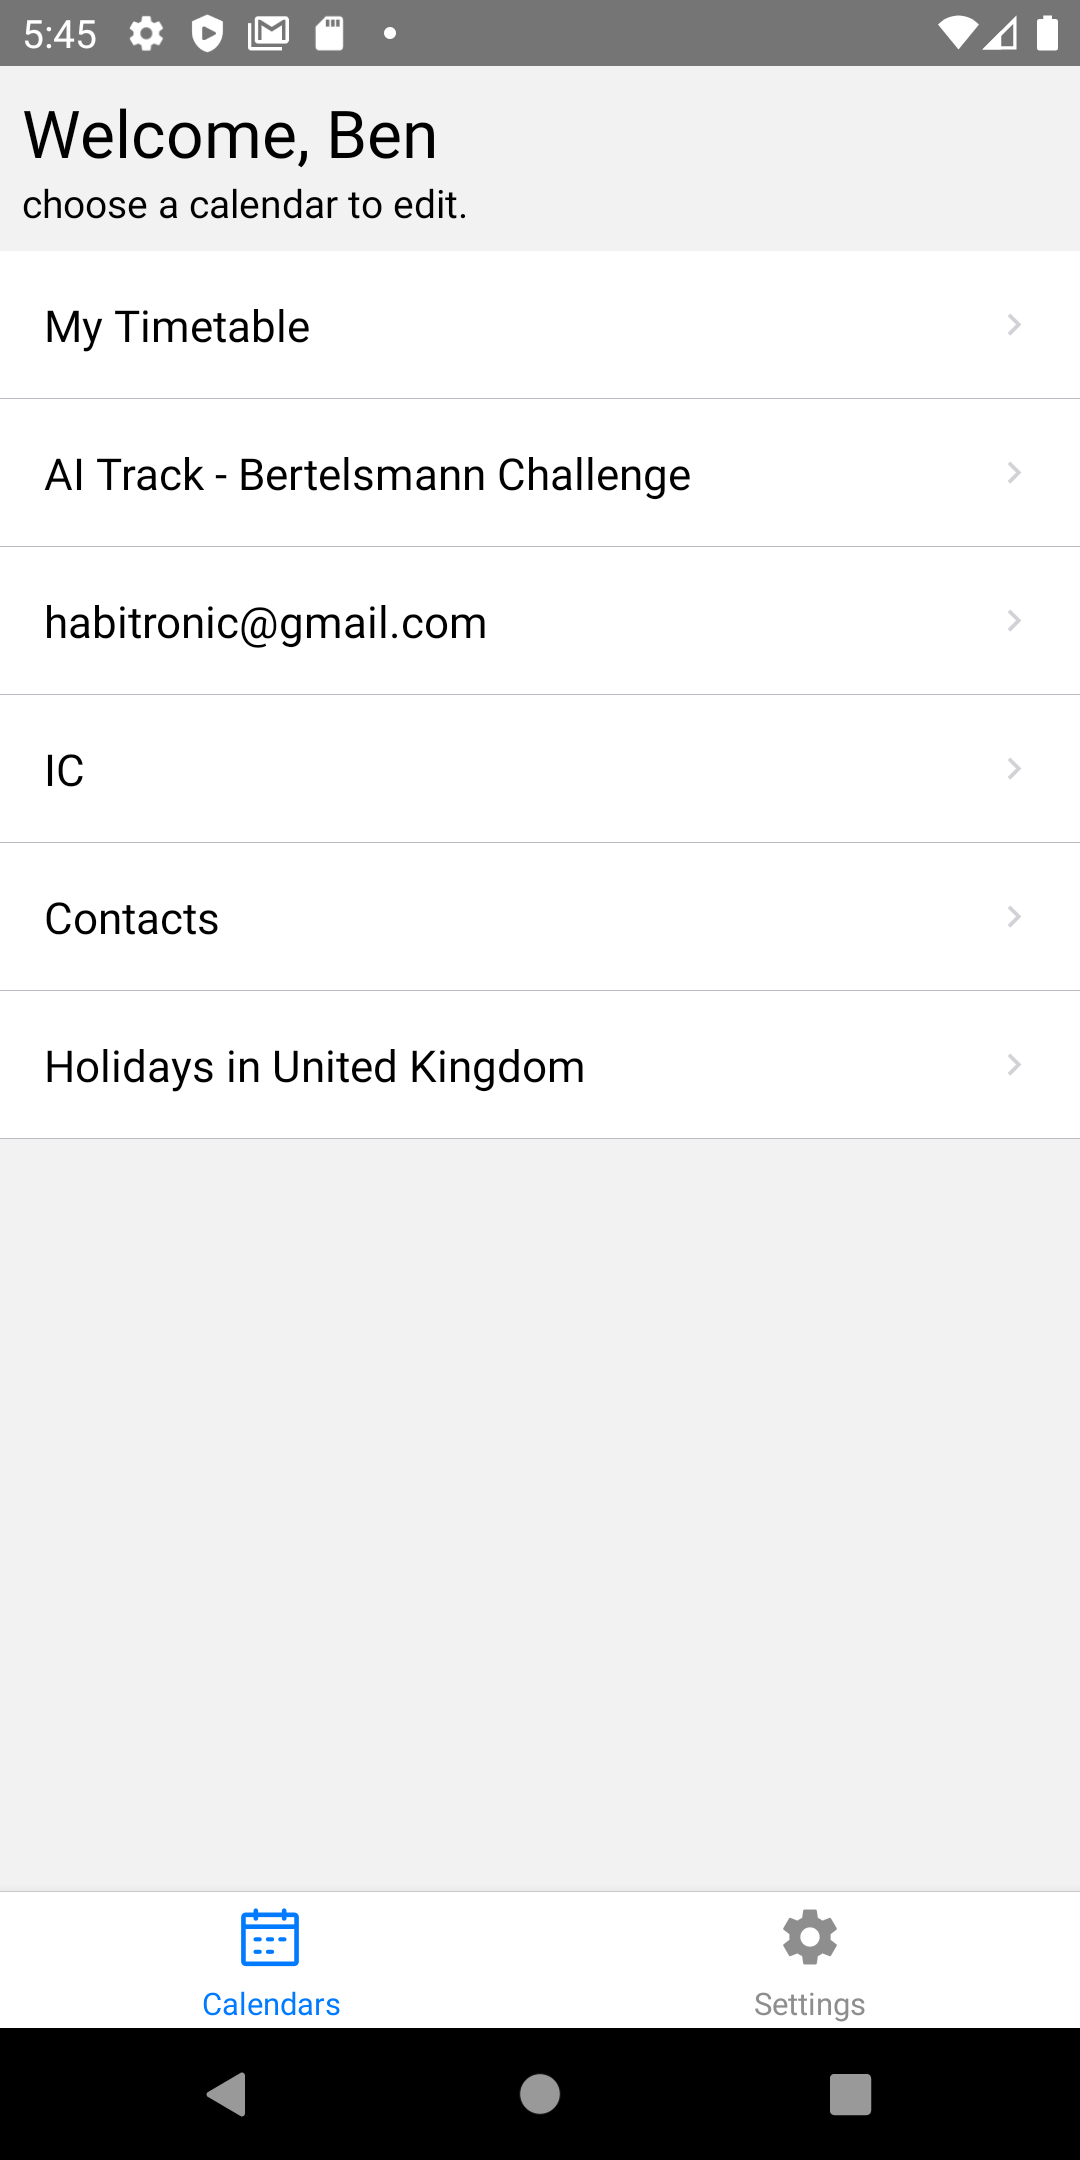 5:45
Welcome, Ben
choose a calendar to edit.
My Timetable
AI Track - Bertelsmann Challenge
habitronic@gmail.com
IC
Contacts
Holidays in United Kingdom
Calendars
Settings